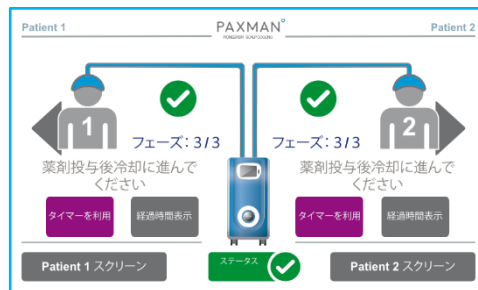 Patient 1
PAXMAN
PIONEERING SCALP COOLING
Patient 2
1
2
フェーズ: 3/3
フェーズ: 3/3
薬剤投与後冷却に進んで
ください
薬剤投与後冷却に進んで
ください
タイマーを利用
経過時間表示
タイマーを利用
経過時間表示
Patient 1 スクリーン
ステータス
Patient 2 スクリーン